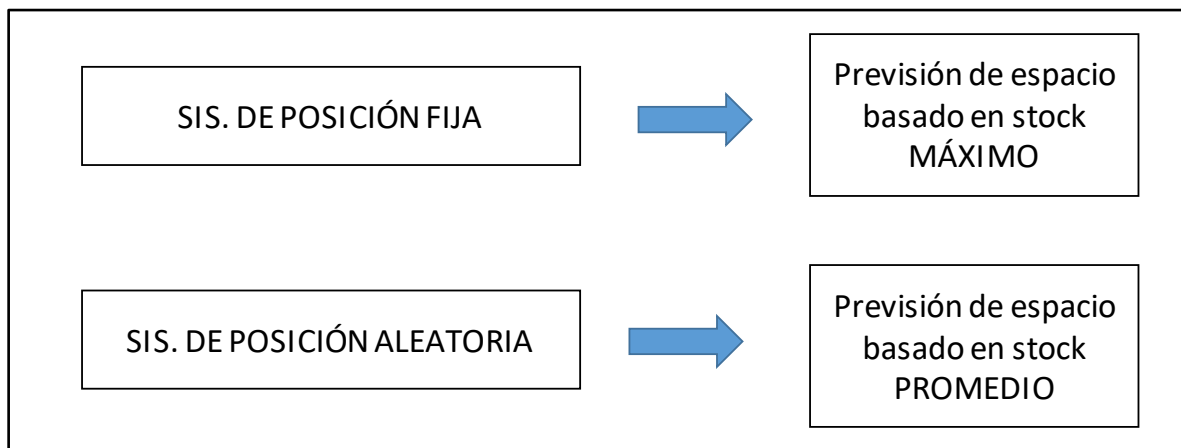 SIS. DE POSICIÓN FIJA
Previsión de espacio
basado en stock
MÁXIMO
SIS. DE POSICIÓN ALEATORIA
Previsión de espacio
basado en stock
PROMEDIO